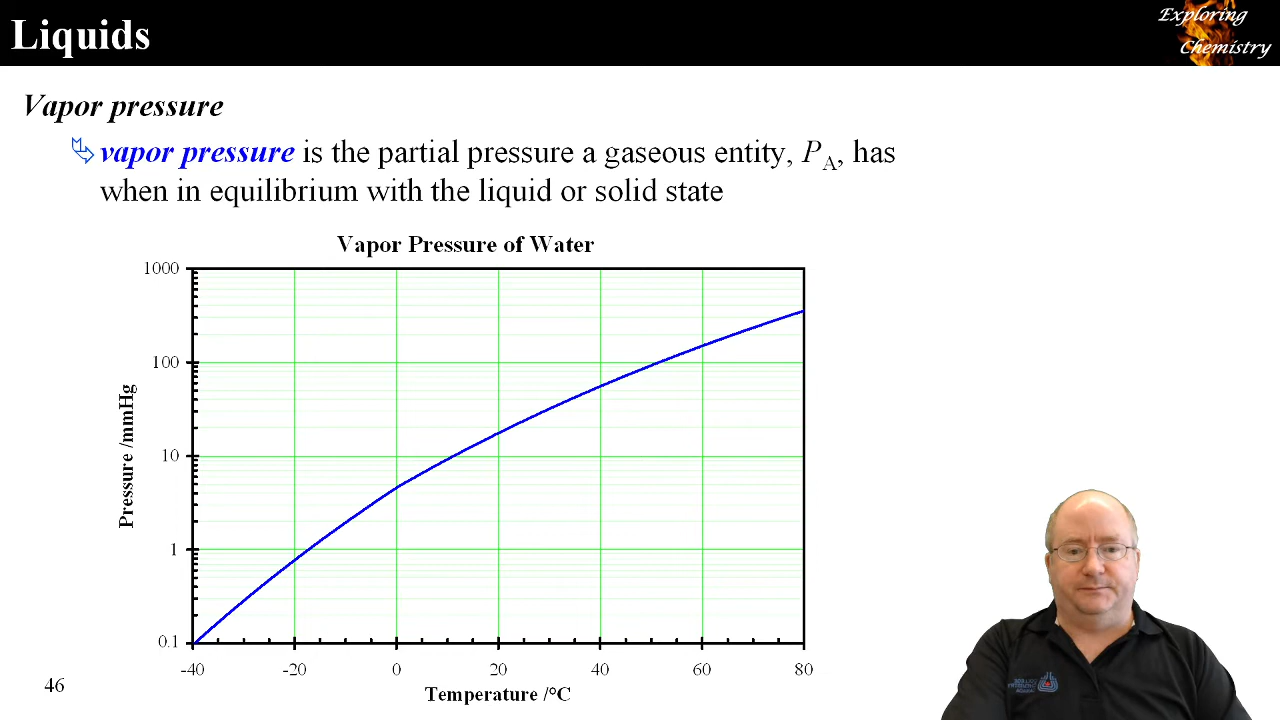 Liquids
Exploring
Chemistry
Vapor pressure
vapor pressure is the partial pressure a gaseous entity, PA, has
when in equilibrium with the liquid or solid state
Vapor Pressure of Water
1000
100
10
1
0.1
Pressure /mmHg
-40 -20 0 20 40 60 80
Temperature /°C
46